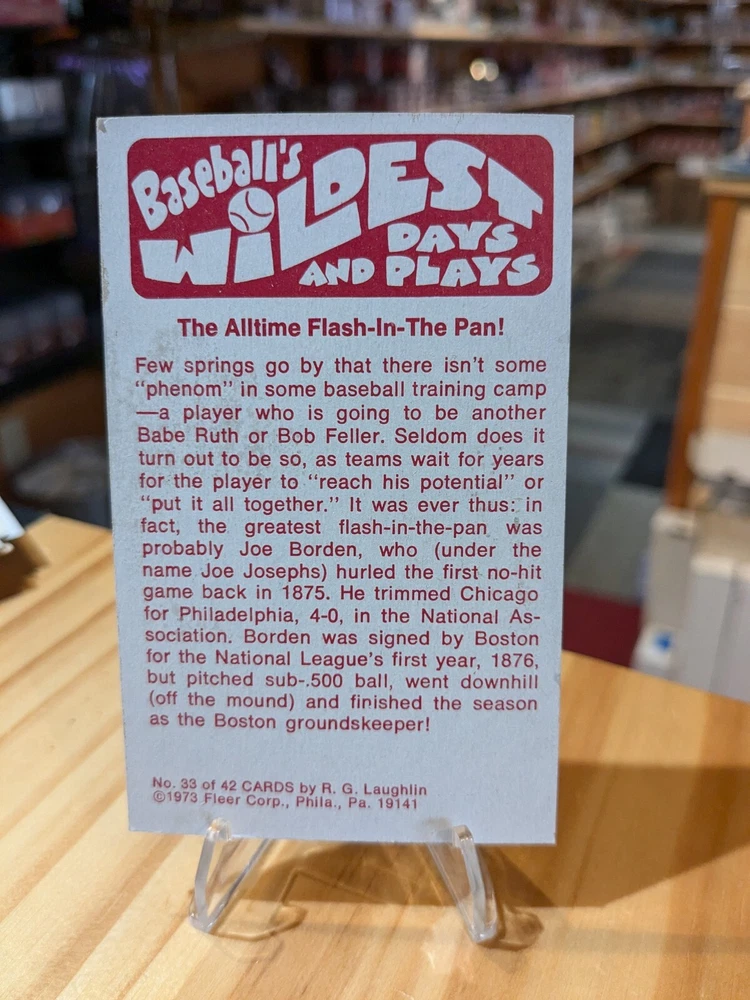 Baseball's
WILDEST
DAYS
AND PLAYS
The Alltime Flash-In-The Pan!
Few springs go by that there isn't some
"phenom" in some baseball training camp
—a player who is going to be another
Babe Ruth or Bob Feller. Seldom does it
turn out to be so, as teams wait for years
for the player to "reach his potential" or
"put it all together." It was ever thus: in
fact, the greatest flash-in-the-pan was
probably Joe Borden, who (under the
name Joe Josephs) hurled the first no-hit
game back in 1875. He trimmed Chicago
for Philadelphia, 4-0, in the National As-
sociation. Borden was signed by Boston
for the National League's first year, 1876,
but pitched sub-.500 ball, went downhill
(off the mound) and finished the season
as the Boston groundskeeper!
No. 33 of 42 CARDS by R. G. Laughlin
©1973 Fleer Corp., Phila., Pa. 19141